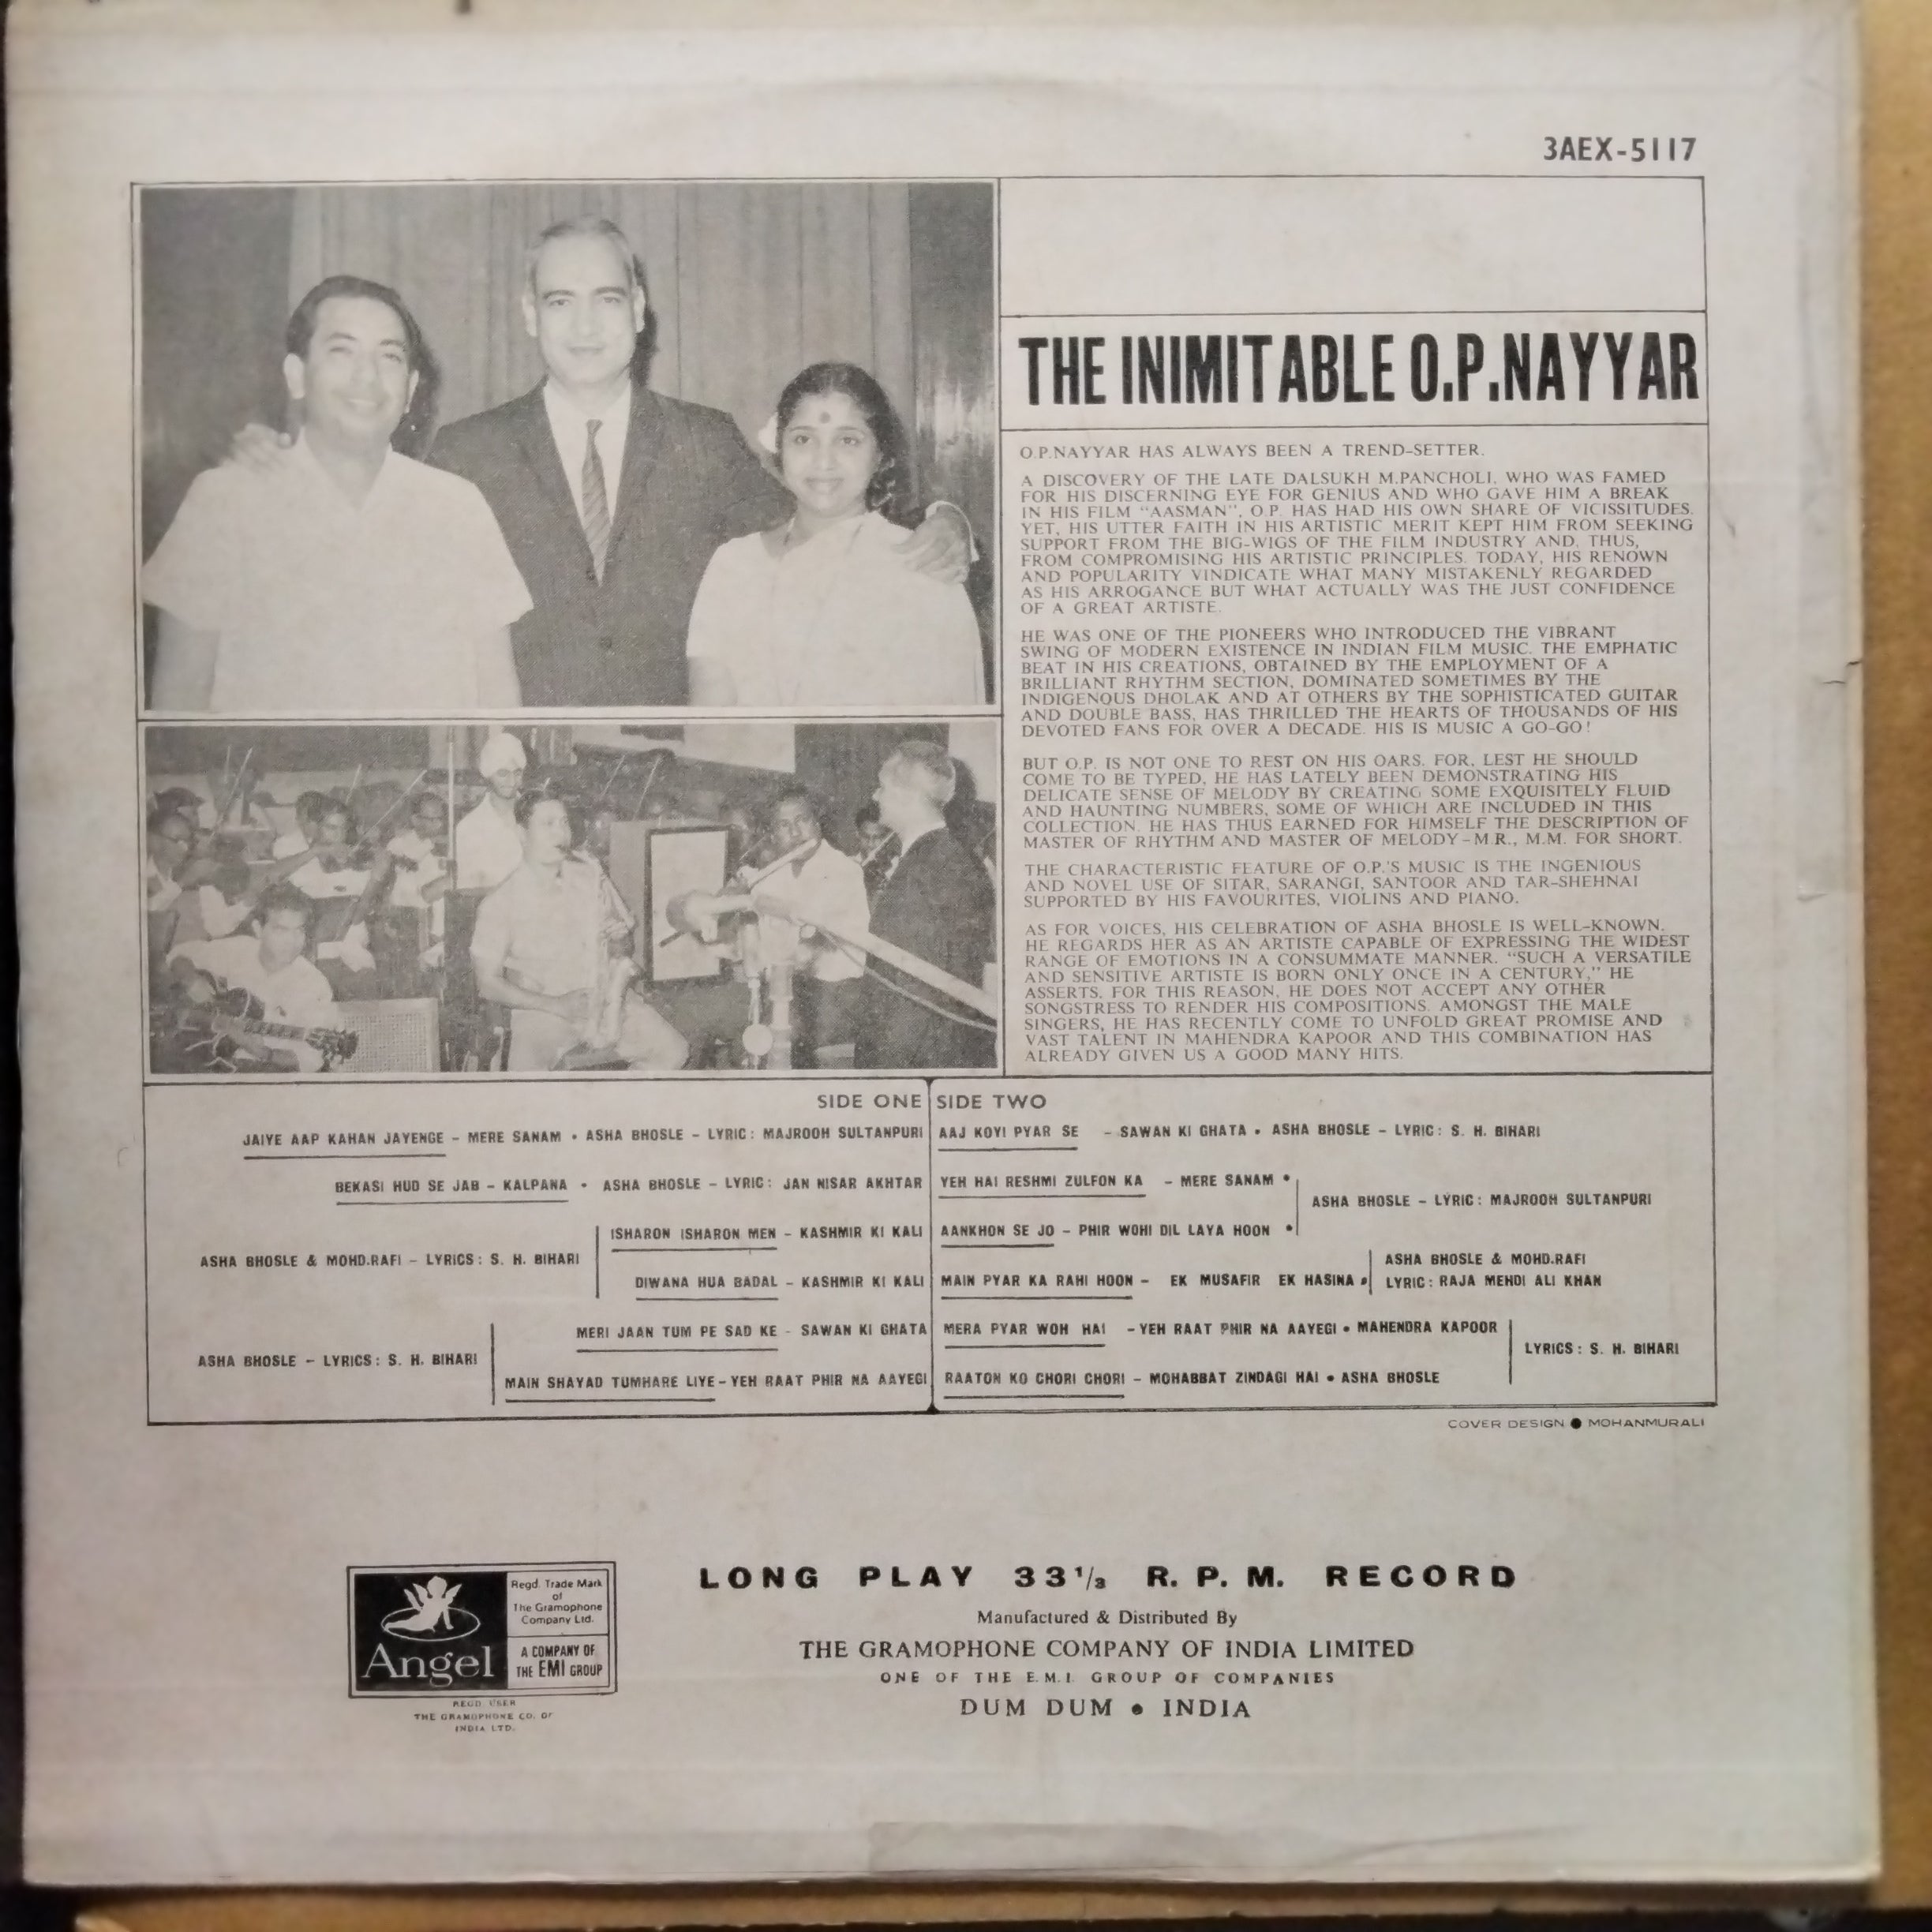 3AEX-5117
THE INIMITABLE O.P.NAYYAR
O.P.NAYYAR HAS ALWAYS BEEN A TREND-SETTER.
A DISCOVERY OF THE LATE DALSUKH M.PANCHOLI, WHO WAS FAMED
FOR HIS DISCERNING EYE FOR GENIUS AND WHO GAVE HIM A BREAK
IN HIS FILM "AASMAN", O.P. HAS HAD HIS OWN SHARE OF VICISSITUDES.
YET, HIS UTTER FAITH IN HIS ARTISTIC MERIT KEPT HIM FROM SEEKING
SUPPORT FROM THE BIG-WIGS OF THE FILM INDUSTRY AND, THUS,
FROM COMPROMISING HIS ARTISTIC PRINCIPLES. TODAY, HIS RENOWN
AND POPULARITY VINDICATE WHAT MANY MISTAKENLY REGARDED
AS HIS ARROGANCE BUT WHAT ACTUALLY WAS THE JUST CONFIDENCE
OF A GREAT ARTISTE.
HE WAS ONE OF THE PIONEERS WHO INTRODUCED THE VIBRANT
SWING OF MODERN EXISTENCE IN INDIAN FILM MUSIC. THE EMPHATIC
BEAT IN HIS CREATIONS, OBTAINED BY THE EMPLOYMENT OF A
BRILLIANT RHYTHM SECTION, DOMINATED SOMETIMES BY THE
INDIGENOUS DHOLAK AND AT OTHERS BY THE SOPHISTICATED GUITAR
AND DOUBLE BASS, HAS THRILLED THE HEARTS OF THOUSANDS OF HIS
DEVOTED FANS FOR OVER A DECADE. HIS IS MUSIC A GO-GO!
BUT O.P. IS NOT ONE TO REST ON HIS OARS. FOR, LEST HE SHOULD
COME TO BE TYPED, HE HAS LATELY BEEN DEMONSTRATING HIS
DELICATE SENSE OF MELODY BY CREATING SOME EXQUISITELY FLUID
AND HAUNTING NUMBERS, SOME OF WHICH ARE INCLUDED IN THIS
COLLECTION. HE HAS THUS EARNED FOR HIMSELF THE DESCRIPTION OF
MASTER OF RHYTHM AND MASTER OF MELODY-M.R., M.M. FOR SHORT.
THE CHARACTERISTIC FEATURE OF O.P.'S MUSIC IS THE INGENIOUS
AND NOVEL USE OF SITAR, SARANGI, SANTOOR AND TAR-SHEHNAI
SUPPORTED BY HIS FAVOURITES, VIOLINS AND PIANO.
AS FOR VOICES, HIS CELEBRATION OF ASHA BHOSLE IS WELL-KNOWN.
HE REGARDS HER AS AN ARTISTE CAPABLE OF EXPRESSING THE WIDEST
RANGE OF EMOTIONS IN A CONSUMMATE MANNER. "SUCH A VERSATILE
AND SENSITIVE ARTISTE IS BORN ONLY ONCE IN A CENTURY," HE
ASSERTS. FOR THIS REASON, HE DOES NOT ACCEPT ANY OTHER
SONGSTRESS TO RENDER HIS COMPOSITIONS. AMONGST THE MALE
SINGERS, HE HAS RECENTLY COME TO UNFOLD GREAT PROMISE AND
VAST TALENT IN MAHENDRA KAPOOR AND THIS COMBINATION HAS
ALREADY GIVEN US A GOOD MANY HITS.
SIDE ONE
JAIYE AAP KAHAN JAYENGE - MERE SANAM • ASHA BHOSLE - LYRIC: MAJROOH SULTANPURI
BEKASI HUD SE JAB - KALPANA • ASHA BHOSLE - LYRIC: JAN NISAR AKHTAR
ISHARON ISHARON MEN - KASHMIR KI KALI
ASHA BHOSLE & MOHD.RAFI - LYRICS: S. H. BIHARI
DIWANA HUA BADAL - KASHMIR KI KALI
MERI JAAN TUM PE SAD KE - SAWAN KI GHATA
ASHA BHOSLE - LYRICS: S. H. BIHARI
MAIN SHAYAD TUMHARE LIYE-YEH RAAT PHIR NA AAYEGI
SIDE TWO
AAJ KOYI PYAR SE - SAWAN KI GHATA • ASHA BHOSLE - LYRIC: S. H. BIHARI
YEH HAI RESHMI ZULFON KA - MERE SANAM •
ASHA BHOSLE - LYRIC: MAJROOH SULTANPURI
AANKHON SE JO - PHIR WOHI DIL LAYA HOON •
MAIN PYAR KA RAHI HOON - EK MUSAFIR EK HASINA •
ASHA BHOSLE & MOHD.RAFI
LYRIC: RAJA MEHDI ALI KHAN
MERA PYAR WOH HAI -YEH RAAT PHIR NA AAYEGI • MAHENDRA KAPOOR
LYRICS: S. H. BIHARI
RAATON KO CHORI CHORI - MOHABBAT ZINDAGI HAI • ASHA BHOSLE
COVER DESIGN ● MOHANMURALI
Angel
Regd. Trade Mark
of
The Gramophone
Company Ltd.
A COMPANY OF
THE EMI GROUP
REGD. USER
THE GRAMOPHONE CO. OF
INDIA LTD.
LONG PLAY 33 1/3 R. P. M. RECORD
Manufactured & Distributed By
THE GRAMOPHONE COMPANY OF INDIA LIMITED
ONE OF THE E.M.I. GROUP OF COMPANIES
DUM DUM • INDIA